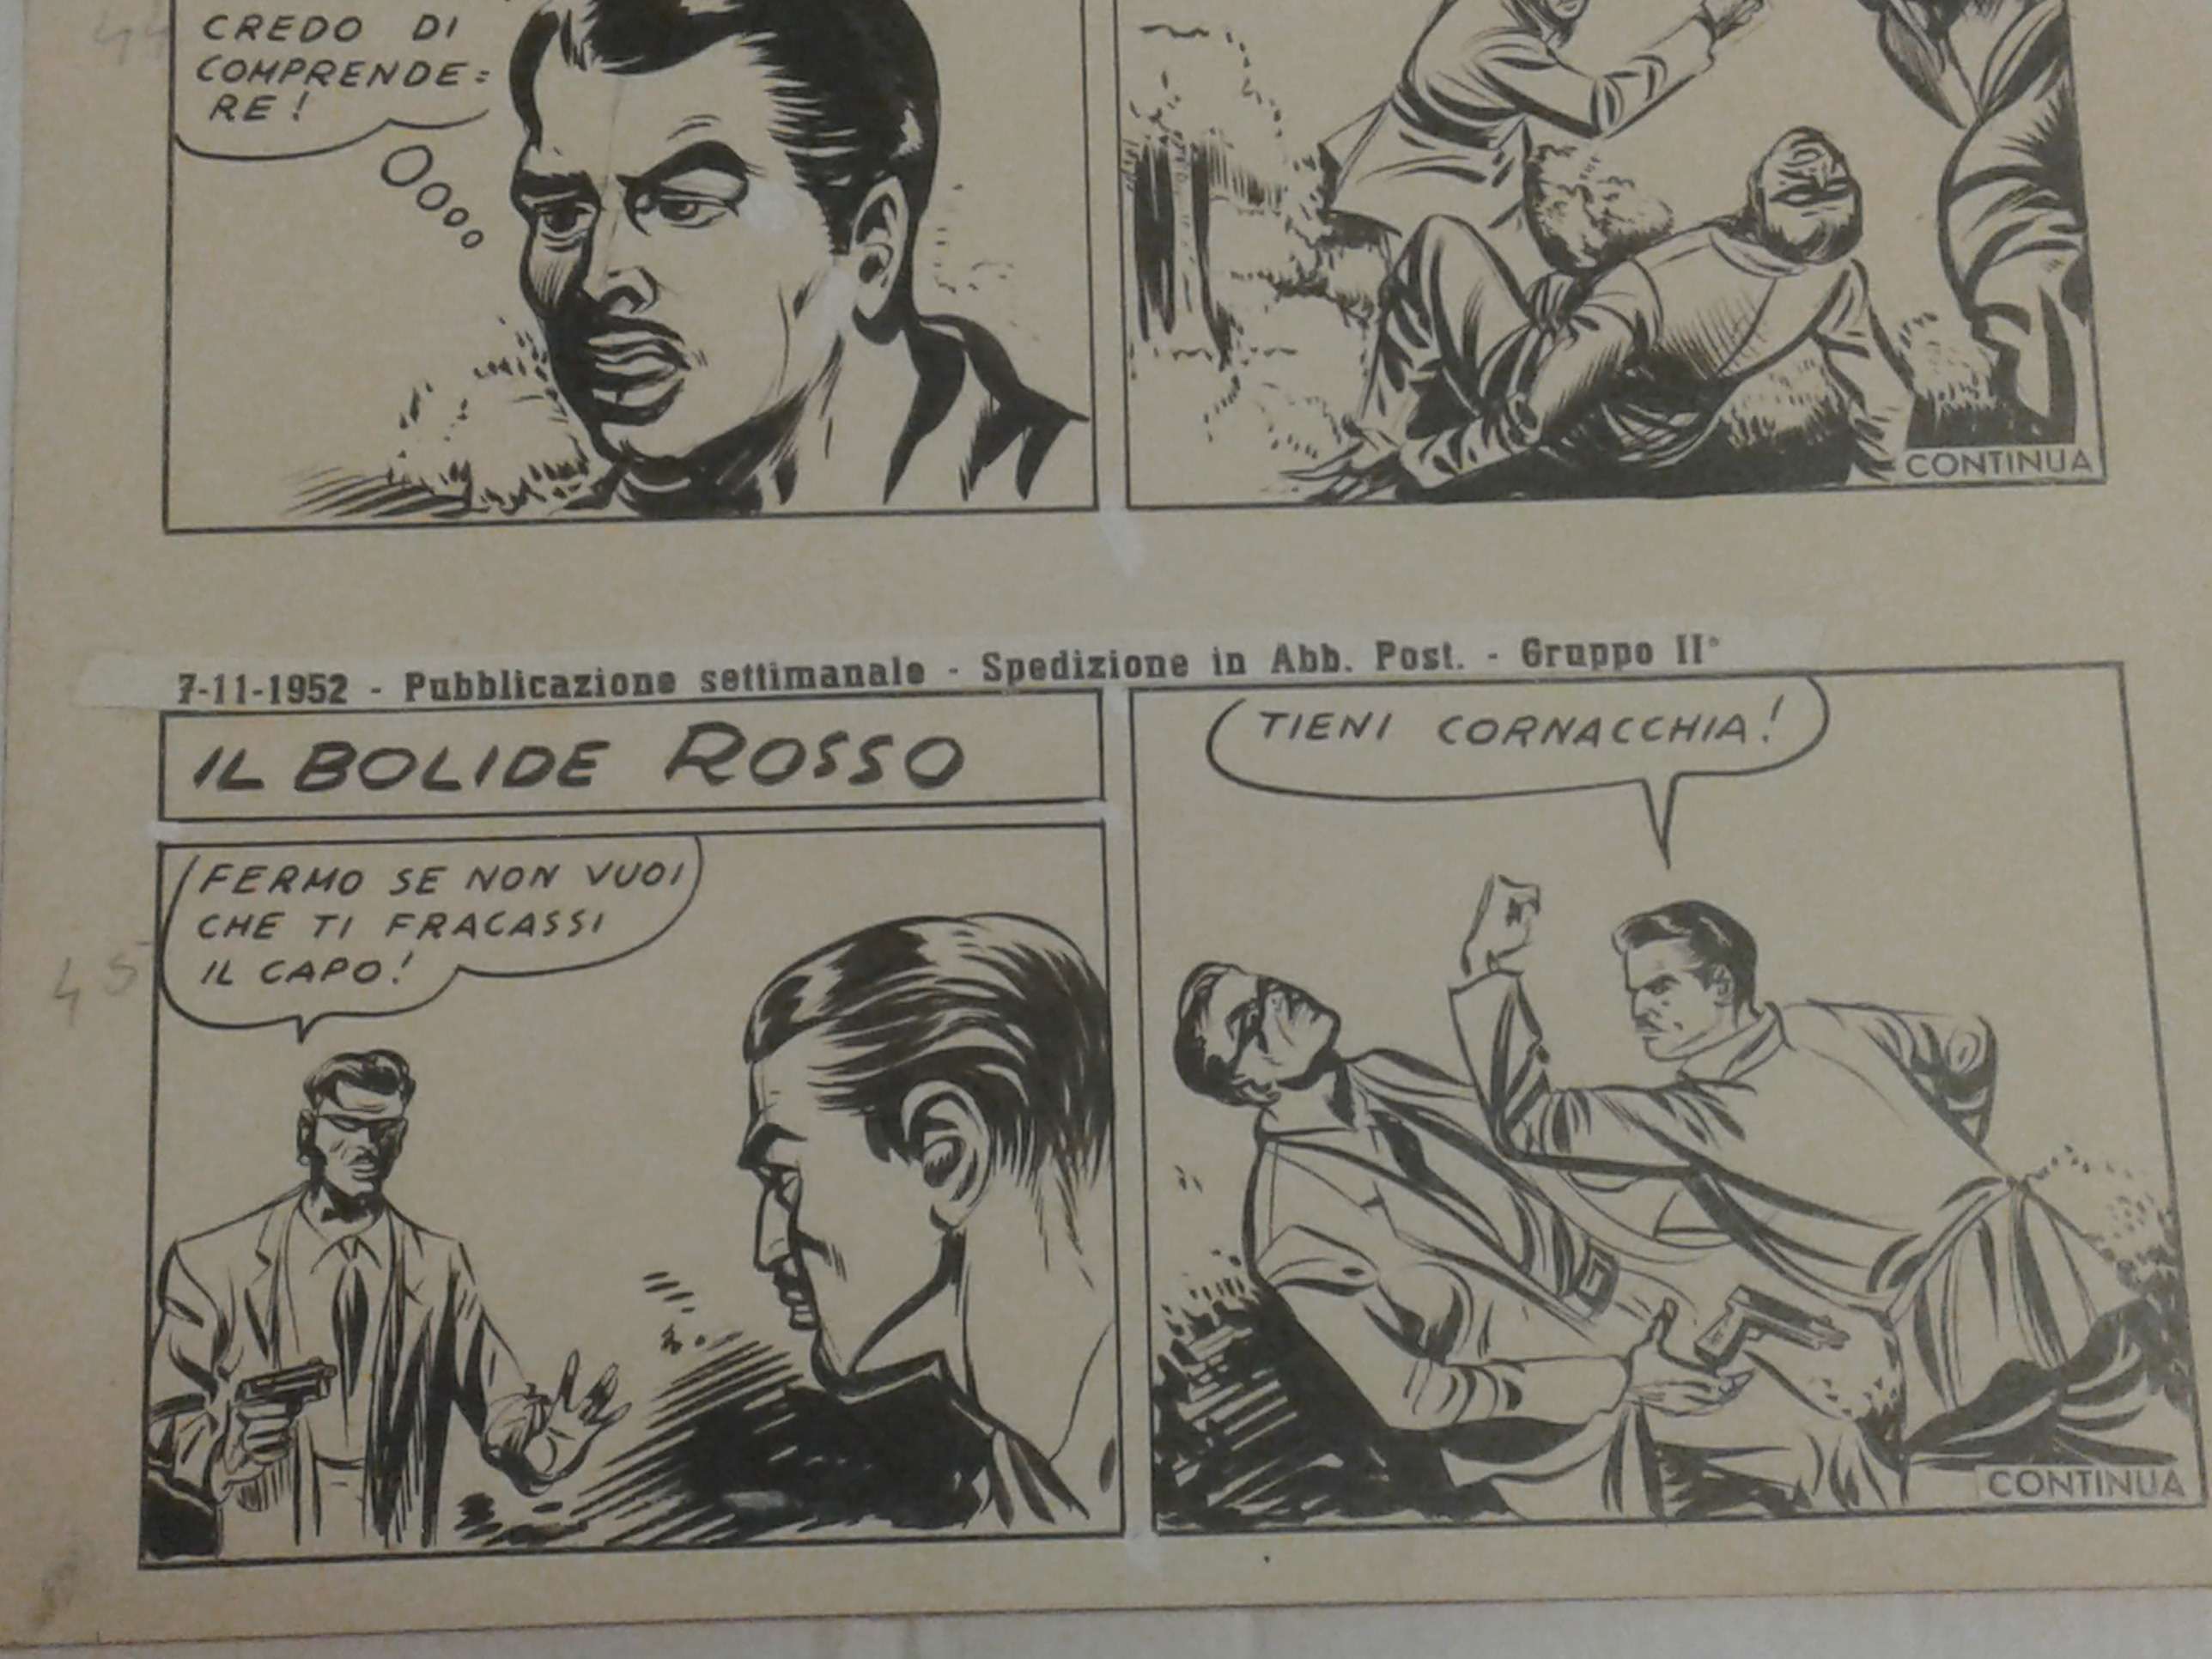 CREDO DI
COMPRENDE=
RE!
CONTINUA
7-11-1952 - Pubblicazione settimanale - Spedizione in Abb. Post. - Gruppo II°
IL BOLIDE ROSSO
FERMO SE NON VUOI
CHE TI FRACASSI
IL CAPO!
TIENI CORNACCHIA!
45
CONTINUA